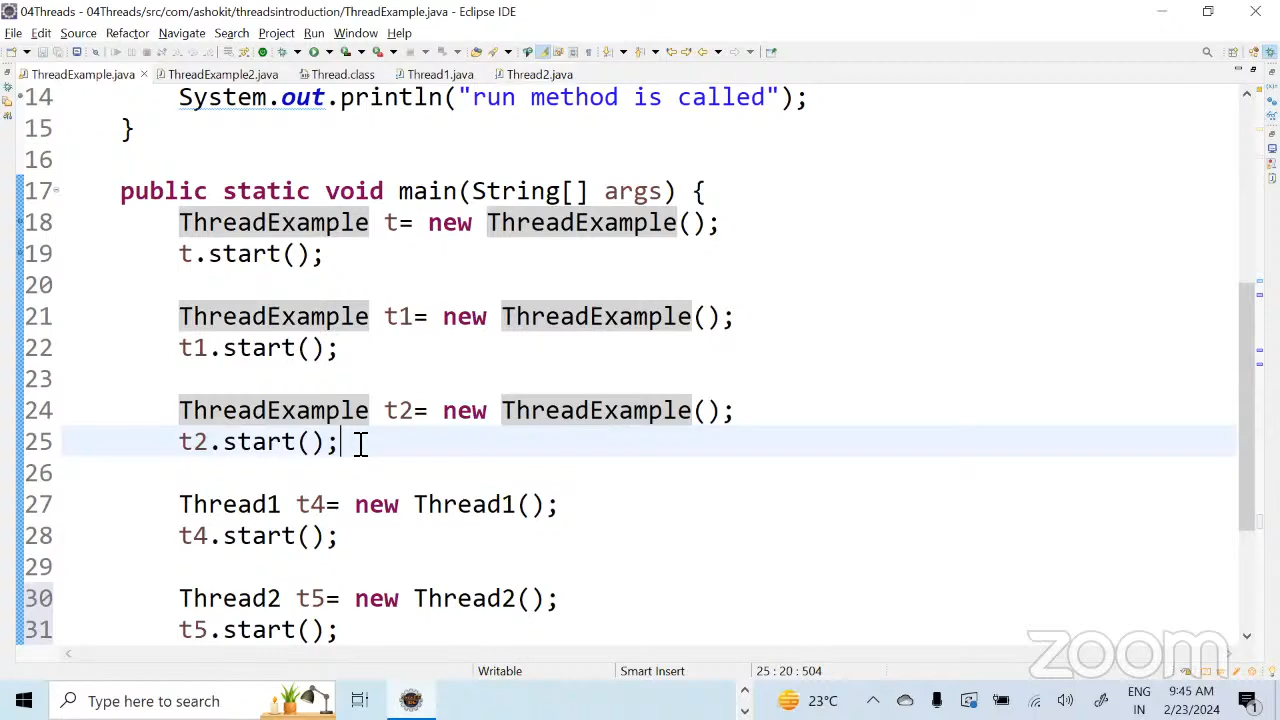 04Threads - 04Threads/src/com/ashokit/threadsintroduction/ThreadExample.java - Eclipse IDE
File Edit Source Refactor Navigate Search Project Run Window Help
ThreadExample.java ThreadExample2.java Thread.class Thread1.java Thread2.java
14 System.out.println("run method is called");
15 }
16
17 public static void main(String[] args) {
18 ThreadExample t= new ThreadExample();
19 t.start();
20
21 ThreadExample t1= new ThreadExample();
22 t1.start();
23
24 ThreadExample t2= new ThreadExample();
25 t2.start();
26
27 Thread1 t4= new Thread1();
28 t4.start();
29
30 Thread2 t5= new Thread2();
31 t5.start();
zoom
Writable Smart Insert 25 : 20 : 504
Type here to search 23°C ENG 9:45 AM
IN 2/23/2024 1